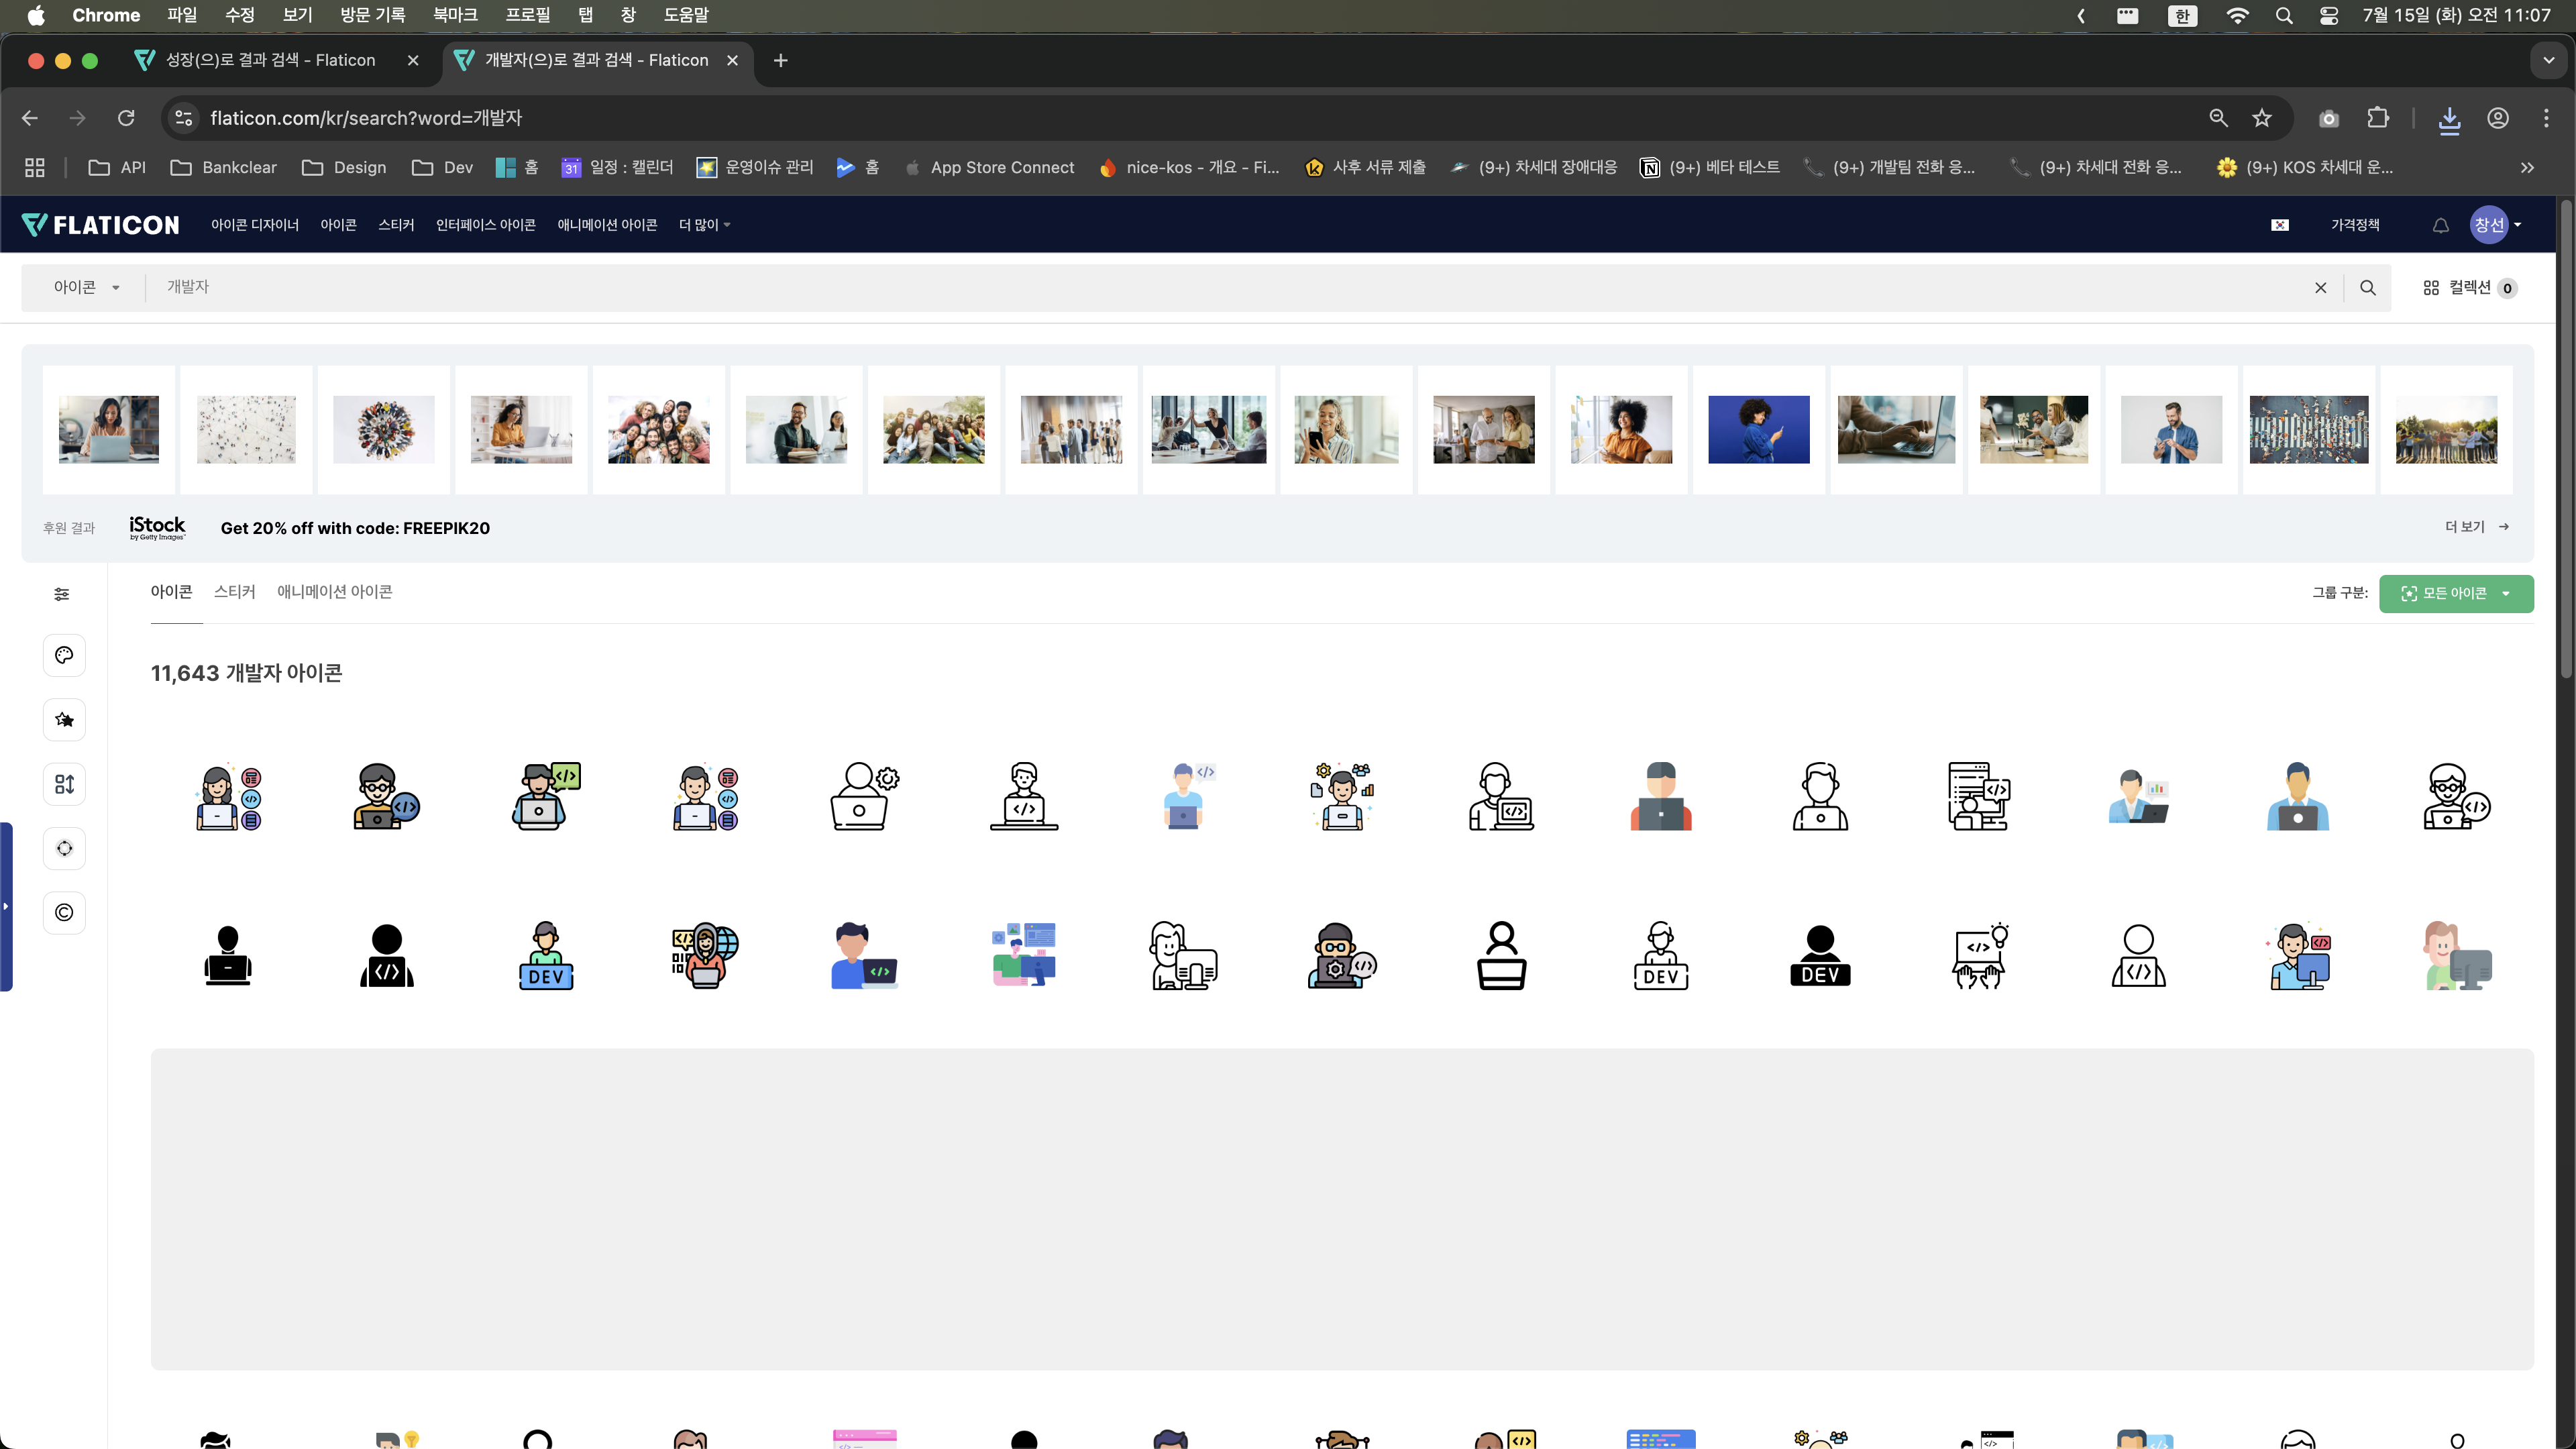 Chrome 파일 수정 보기 방문 기록 북마크 프로필 탭 창 도움말 한 7월 15일 (화) 오전 11:07
성장(으)로 결과 검색 - Flaticon 개발자(으)로 결과 검색 - Flaticon
flaticon.com/kr/search?word=개발자
API Bankclear Design Dev 홈 31 일정 : 캘린더 운영이슈 관리 홈 App Store Connect nice-kos - 개요 - Fi... 사후 서류 제출 (9+) 차세대 장애대응 (9+) 베타 테스트 (9+) 개발팀 전화 응... (9+) 차세대 전화 응... (9+) KOS 차세대 운...
FLATICON 아이콘 디자이너 아이콘 스티커 인터페이스 아이콘 애니메이션 아이콘 더 많이 가격정책 창선
아이콘 개발자 컬렉션 0
후원 결과 iStock by Getty Images™ Get 20% off with code: FREEPIK20 더 보기 →
아이콘 스티커 애니메이션 아이콘 그룹 구분: 모든 아이콘
11,643 개발자 아이콘
DEV DEV DEV